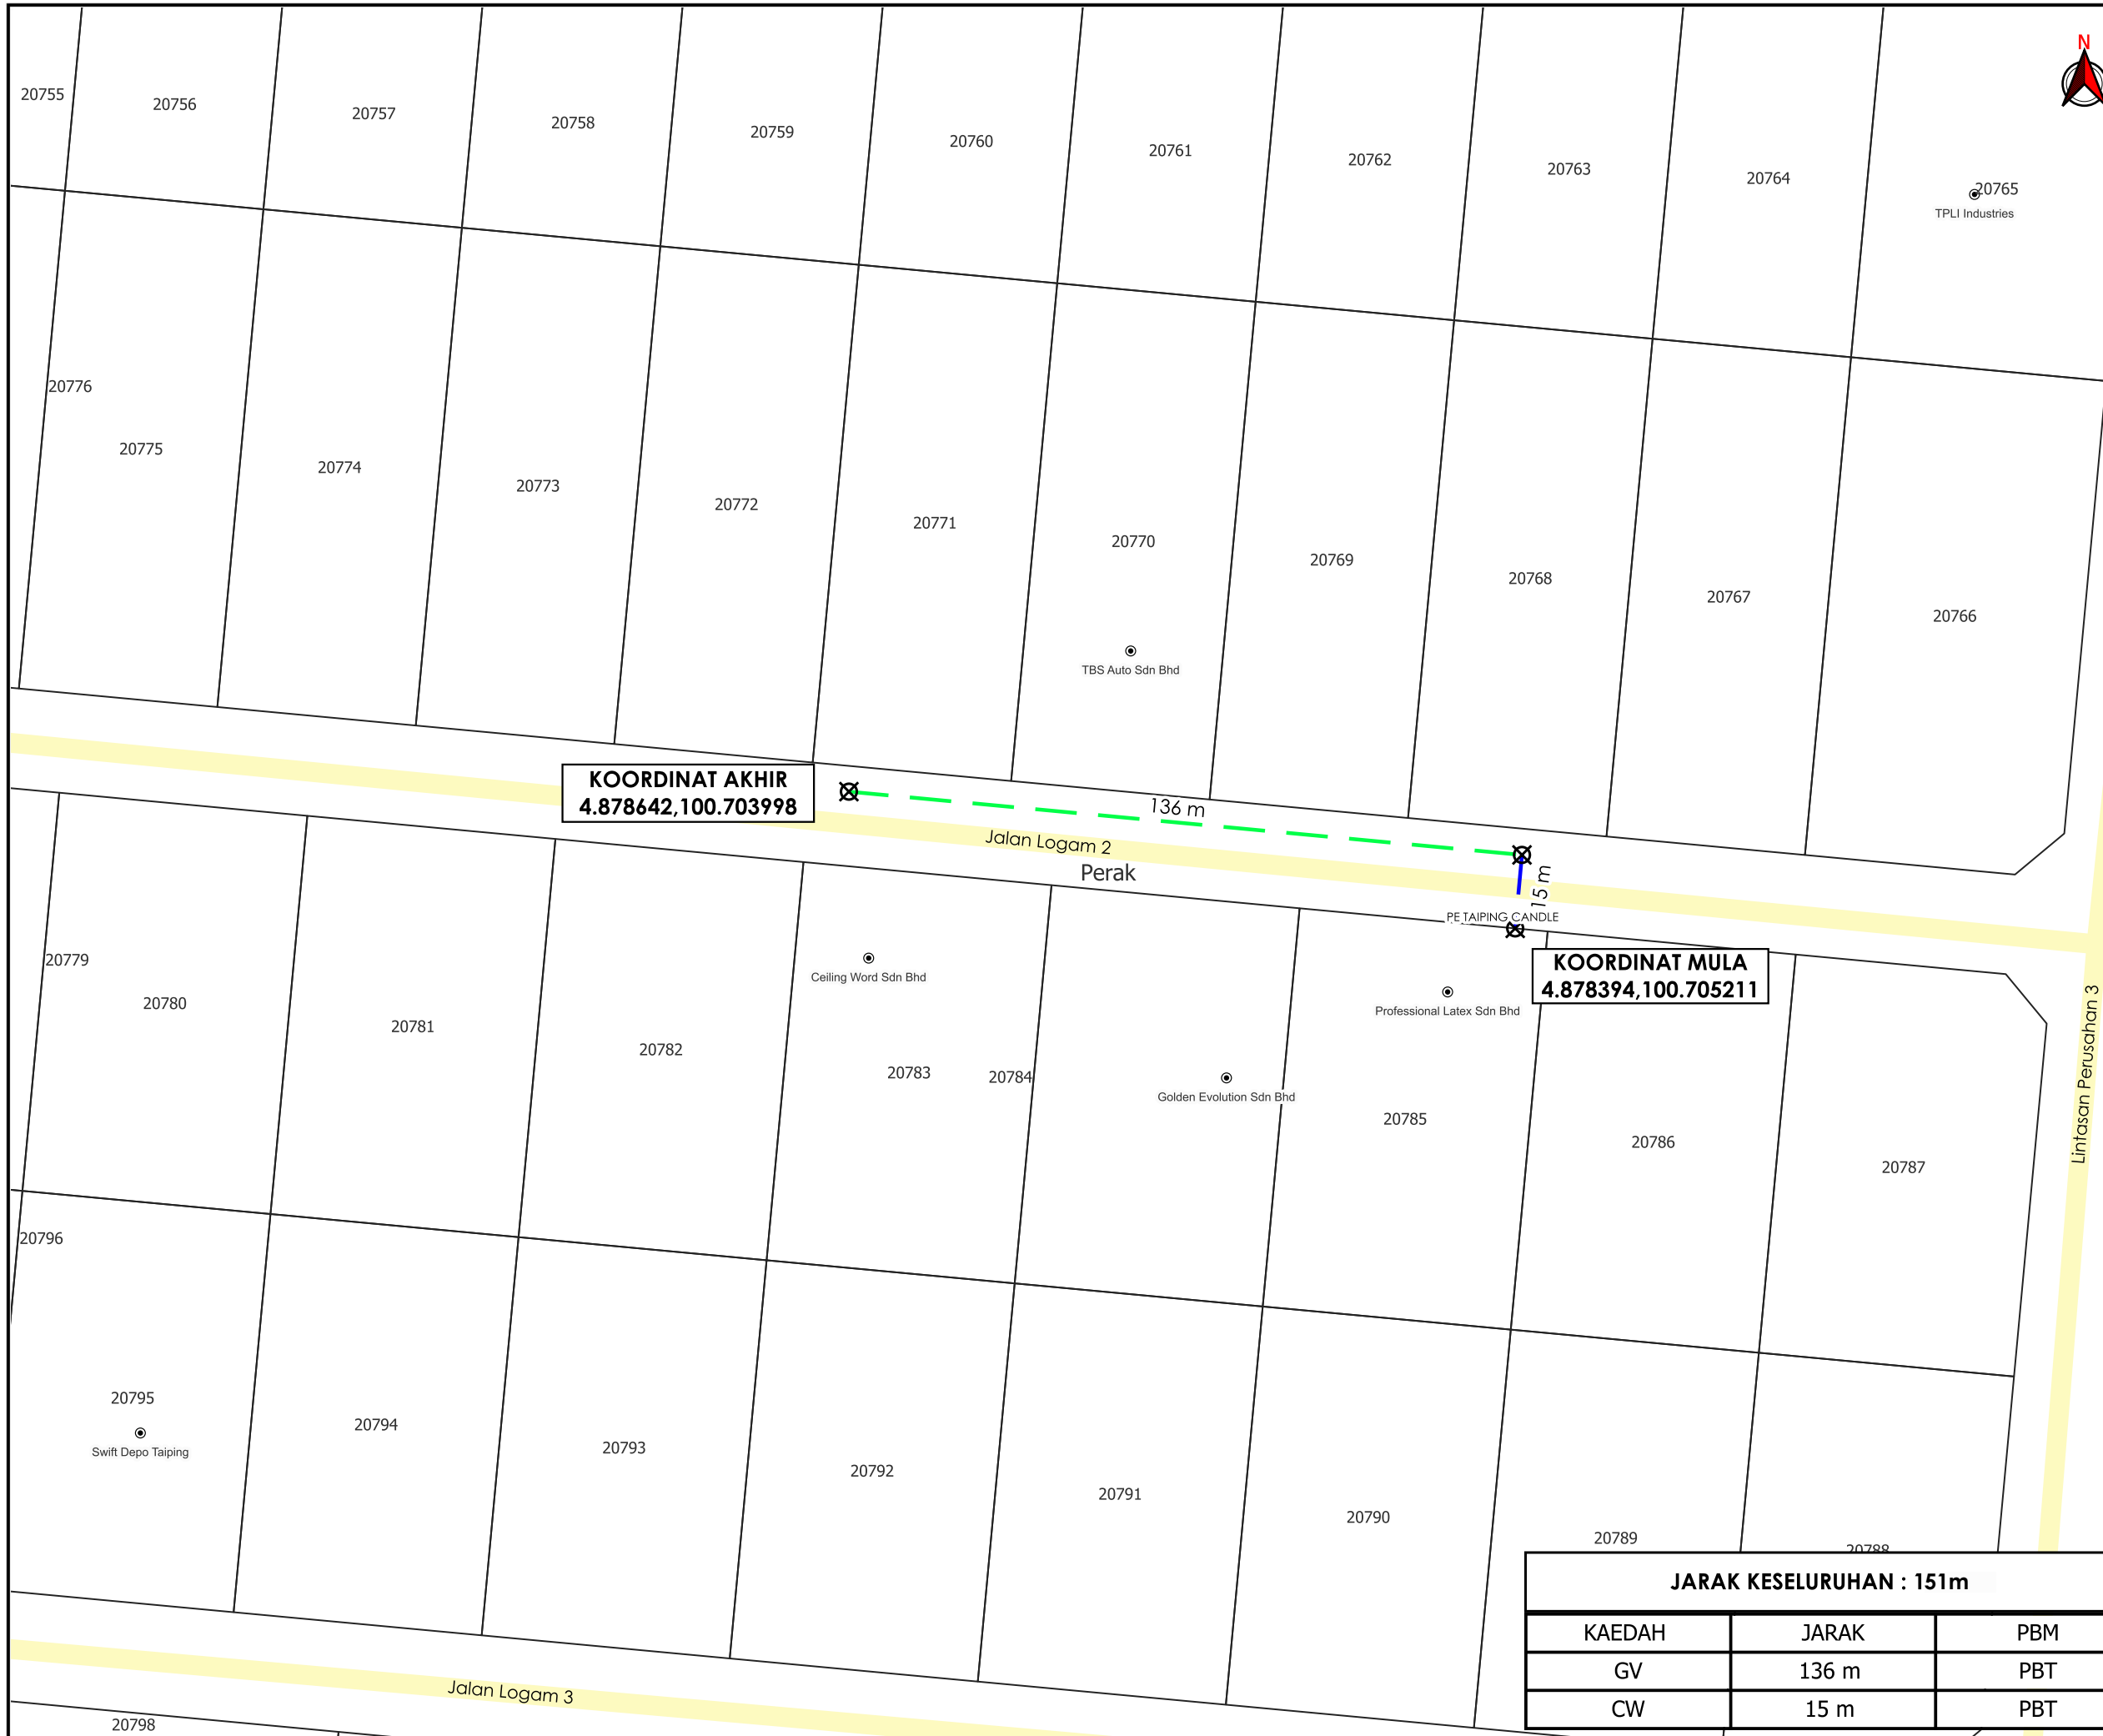 N
20755
20756
20757
20758
20759
20760
20761
20762
20763
20764
20765
TPLI Industries
20776
20775
20774
20773
20772
20771
20770
20769
20768
20767
20766
TBS Auto Sdn Bhd
KOORDINAT AKHIR
4.878642,100.703998
136 m
Jalan Logam 2
Perak
15 m
PE TAIPING CANDLE
KOORDINAT MULA
4.878394,100.705211
Ceiling Word Sdn Bhd
Professional Latex Sdn Bhd
Golden Evolution Sdn Bhd
Lintasan Perusahan 3
20779
20780
20781
20782
20783
20784
20785
20786
20787
20796
20795
Swift Depo Taiping
20794
20793
20792
20791
20790
20789
20788
JARAK KESELURUHAN : 151m
KAEDAH JARAK PBM
GV 136 m PBT
CW 15 m PBT
Jalan Logam 3
20798